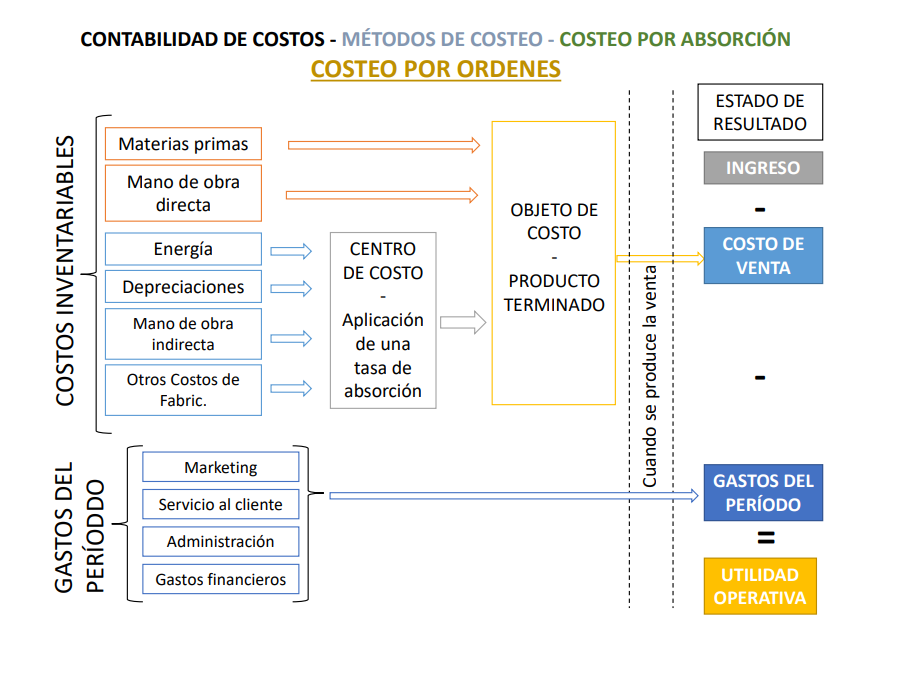 CONTABILIDAD DE COSTOS - MÉTODOS DE COSTEO - COSTEO POR ABSORCIÓN
COSTEO POR ORDENES
COSTOS INVENTARIABLES
Materias primas
Mano de obra
directa
Energía
Depreciaciones
Mano de obra
indirecta
Otros Costos de
Fabric.
CENTRO
DE COSTO
-
Aplicación
de una
tasa de
absorción
OBJETO DE
COSTO
-
PRODUCTO
TERMINADO
Cuando se produce la venta
ESTADO DE
RESULTADO
INGRESO
-
COSTO DE
VENTA
-
GASTOS DEL
PERÍODO
=
UTILIDAD
OPERATIVA
GASTOS DEL
PERÍODDO
Marketing
Servicio al cliente
Administración
Gastos financieros